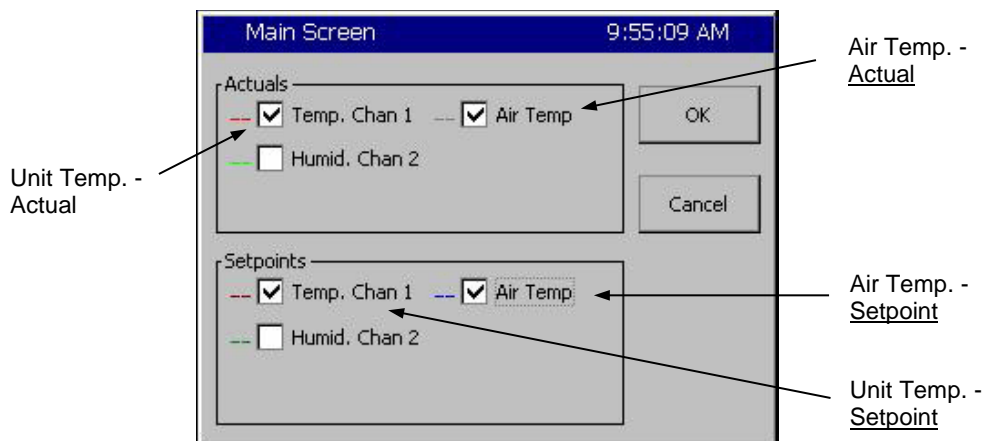 Main Screen 9:55:09 AM
Air Temp. -
Actual
Actuals
Temp. Chan 1 Air Temp
OK
Humid. Chan 2
Unit Temp. -
Actual
Cancel
Setpoints
Temp. Chan 1 Air Temp
Air Temp. -
Setpoint
Humid. Chan 2
Unit Temp. -
Setpoint